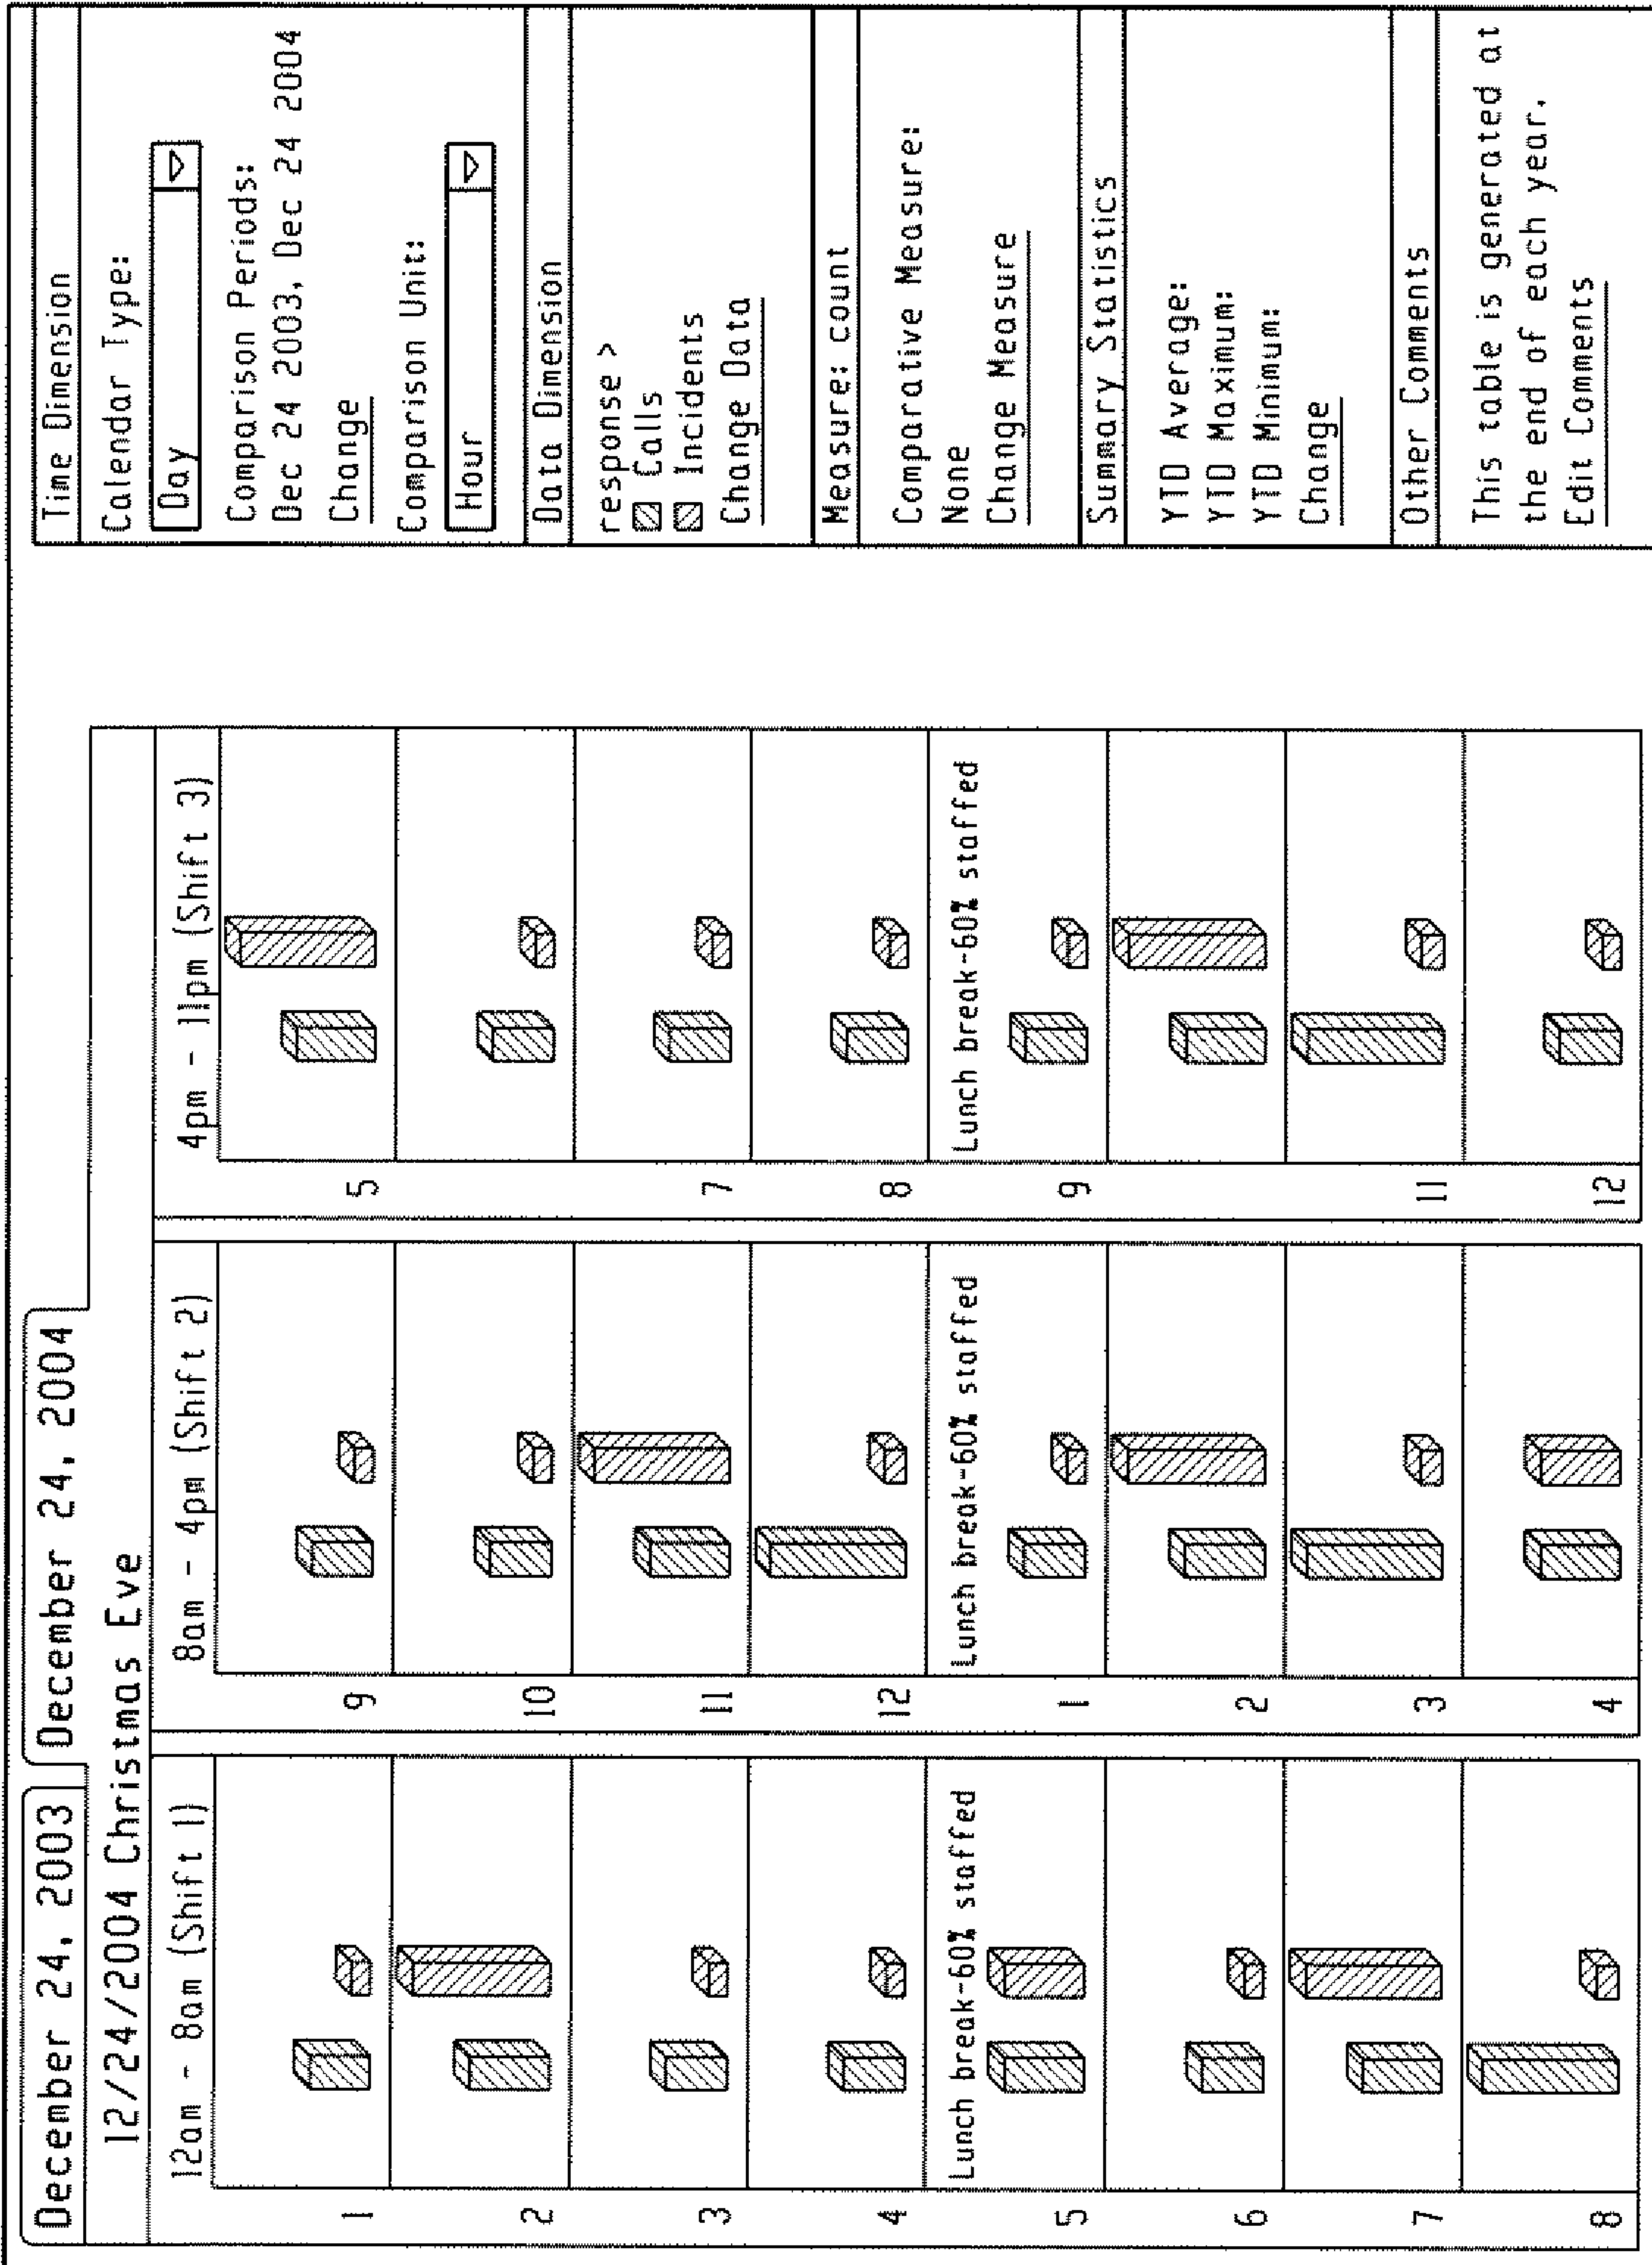 December 24, 2003
December 24, 2004
12/24/2004 Christmas Eve
12am - 8am (Shift 1)
1
2
3
4
Lunch break-60% staffed
5
6
7
8
8am - 4pm (Shift 2)
9
10
11
12
Lunch break-60% staffed
1
2
3
4
4pm - 11pm (Shift 3)
5
7
8
Lunch break-60% staffed
9
11
12
Time Dimension
Calendar Type:
Day
Comparison Periods:
Dec 24 2003, Dec 24 2004
Change
Comparison Unit:
Hour
Data Dimension
response >
Calls
Incidents
Change Data
Measure: count
Comparative Measure:
None
Change Measure
Summary Statistics
YTD Average:
YTD Maximum:
YTD Minimum:
Change
Other Comments
This table is generated at
the end of each year.
Edit Comments